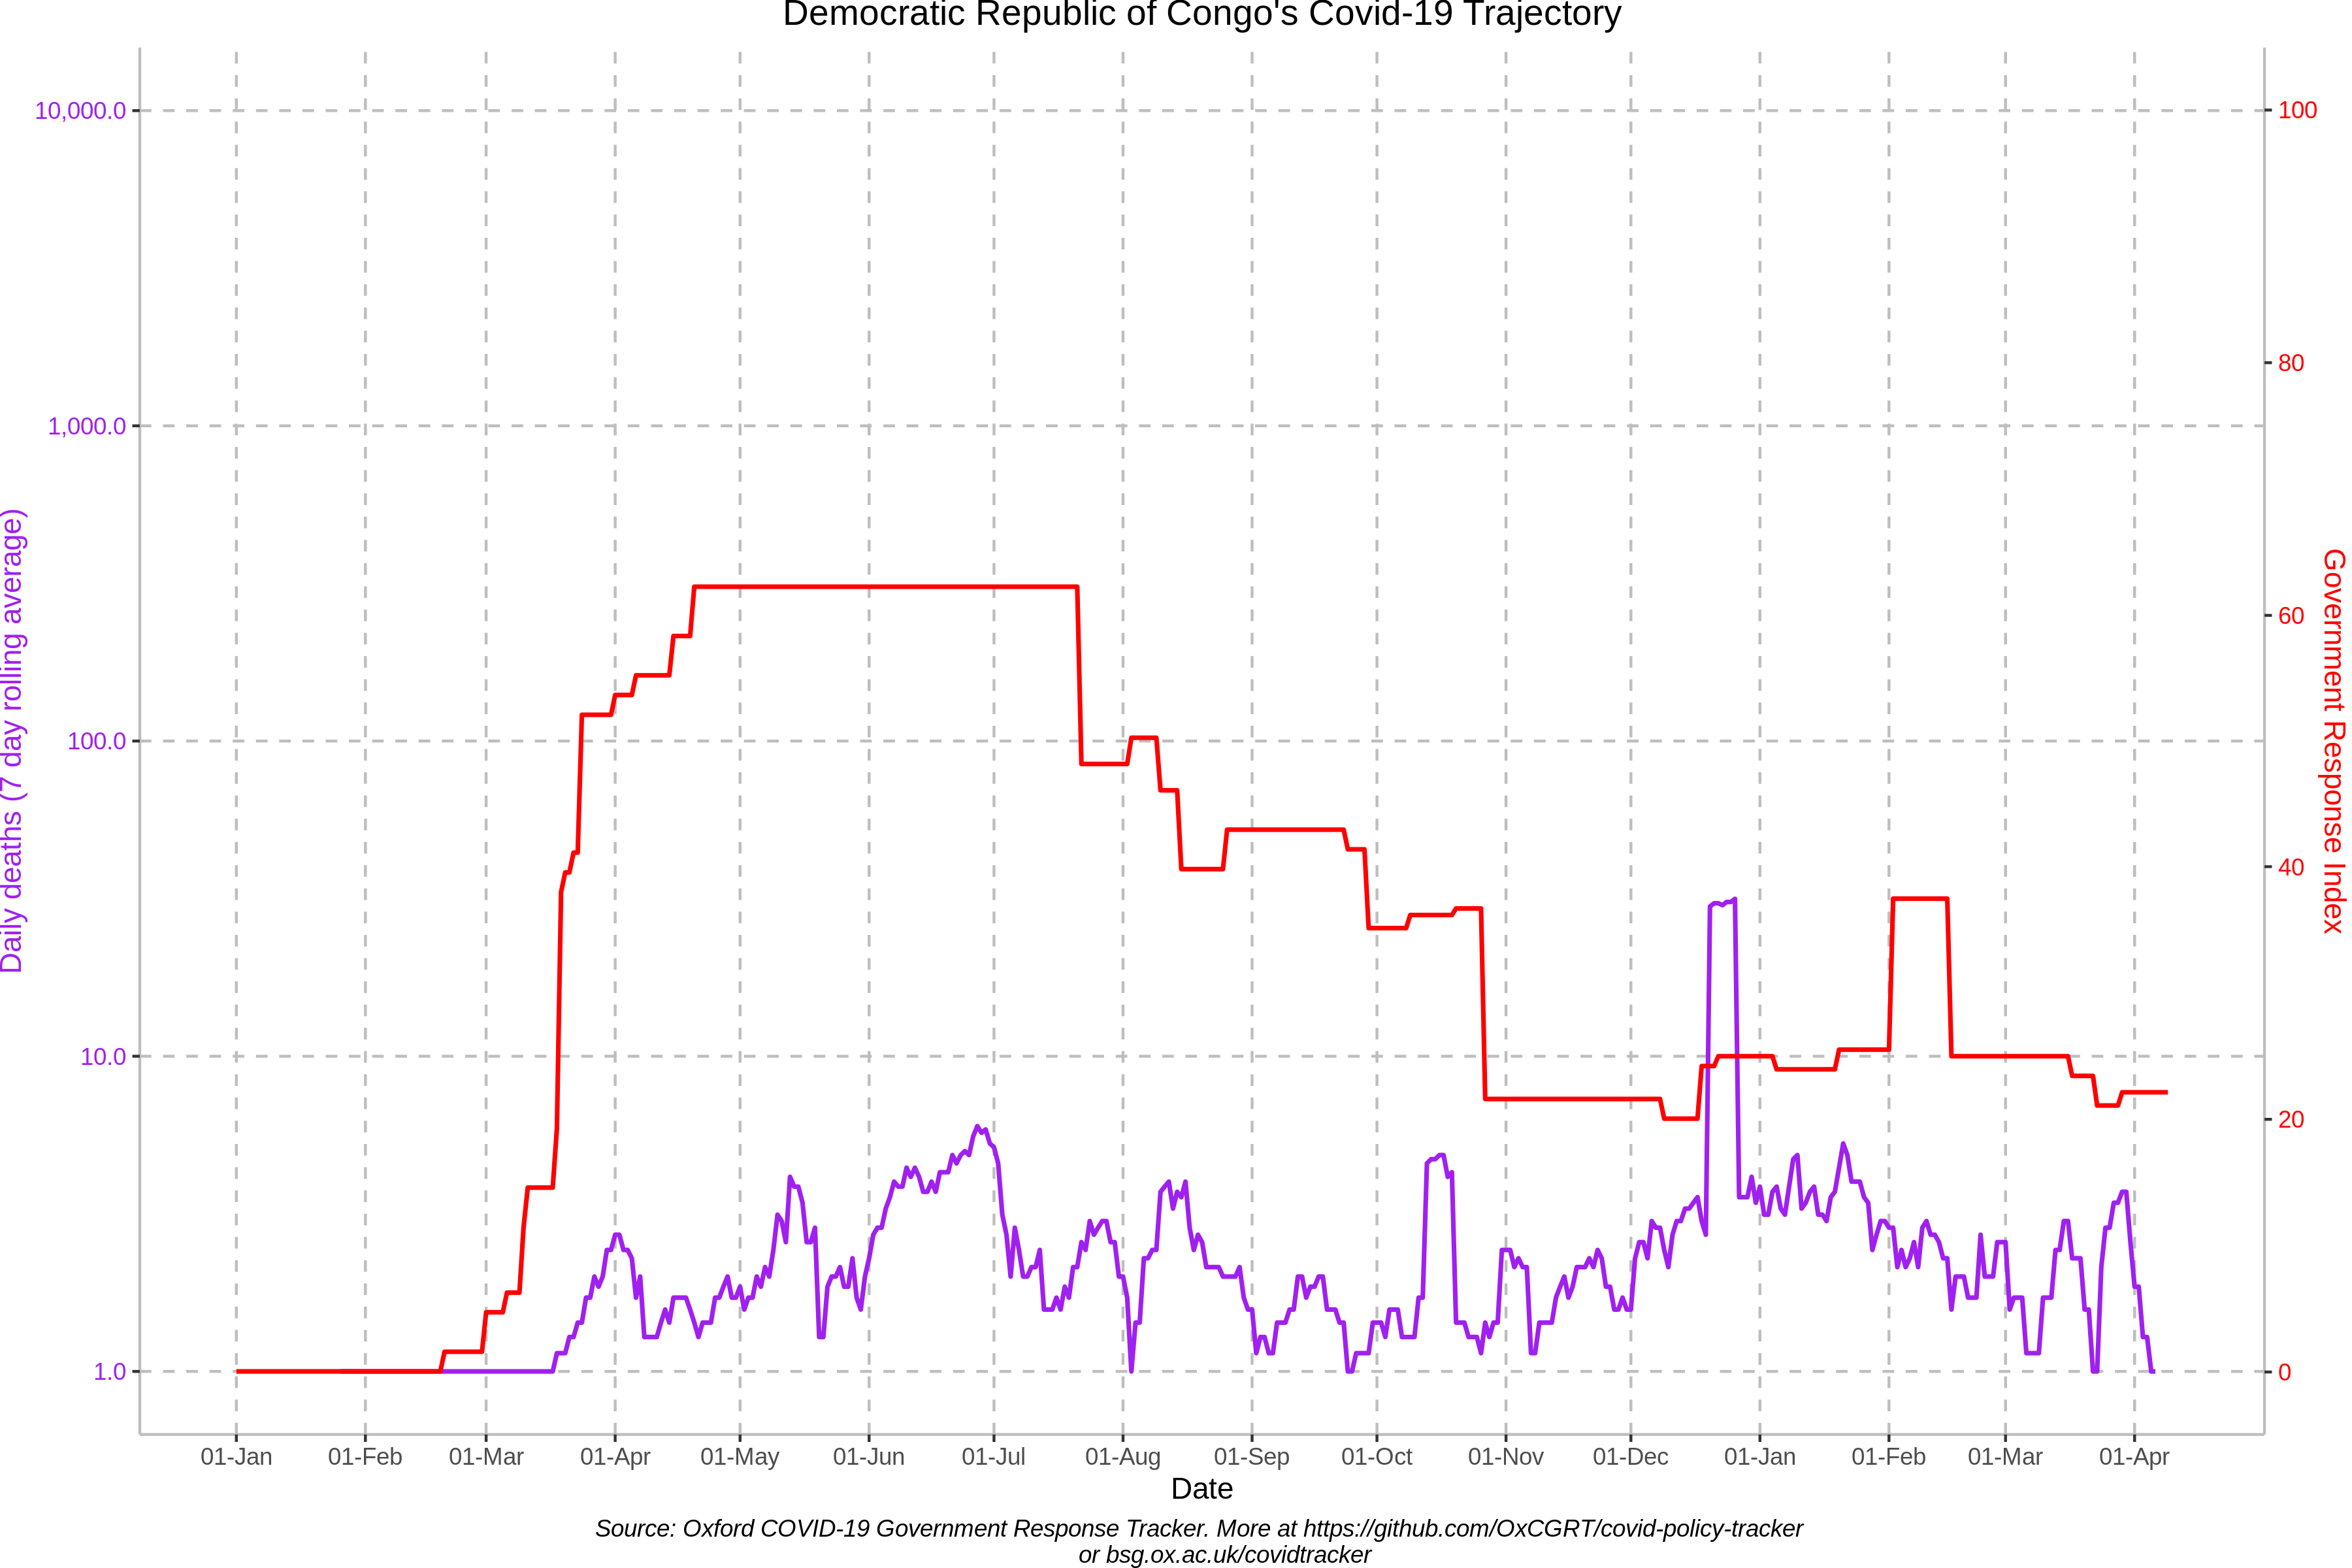 Democratic Republic of Congo's Covid-19 Trajectory
10,000.0
1,000.0
100.0
10.0
1.0
Daily deaths (7 day rolling average)
100
80
60
40
20
0
Government Response Index
01-Jan 01-Feb 01-Mar 01-Apr 01-May 01-Jun 01-Jul 01-Aug 01-Sep 01-Oct 01-Nov 01-Dec 01-Jan 01-Feb 01-Mar 01-Apr
Date
Source: Oxford COVID-19 Government Response Tracker. More at https://github.com/OxCGRT/covid-policy-tracker
or bsg.ox.ac.uk/covidtracker